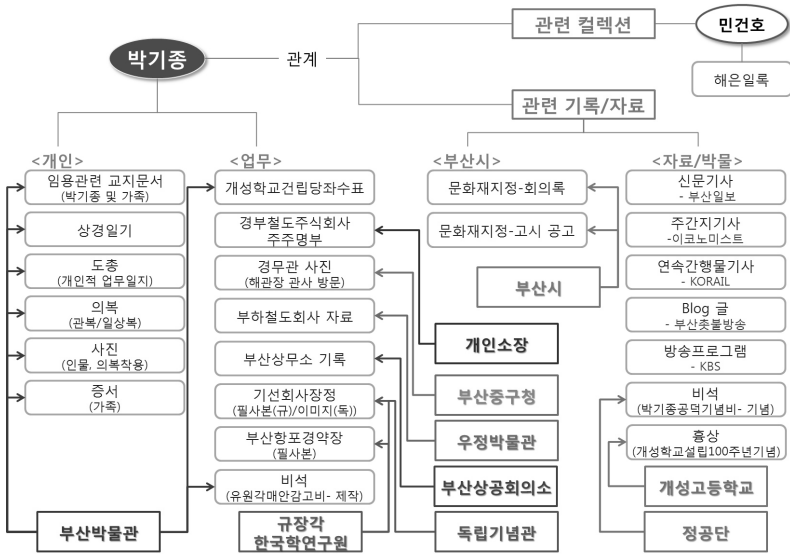 박기종
관계
관련 컬렉션
민건호
해은일록
관련 기록/자료
<개인>
임용관련 교지문서
(박기종 및 가족)
상경일기
도총
(개인적 업무일지)
의복
(관복/일상복)
사진
(인물, 의복착용)
증서
(가족)
부산박물관
<업무>
개성학교건립당좌수표
경부철도주식회사
주주명부
경무관 사진
(해관장 관사 방문)
부하철도회사 자료
부산상무소 기록
기선회사장정
(필사본(규)/이미지(독))
부산항포경약장
(필사본)
비석
(유원각매안감고비- 제작)
규장각
한국학연구원
<부산시>
문화재지정-회의록
문화재지정-고시 공고
부산시
개인소장
부산중구청
우정박물관
부산상공회의소
독립기념관
<자료/박물>
신문기사
- 부산일보
주간지기사
-이코노미스트
연속간행물기사
- KORAIL
Blog 글
- 부산촛불방송
방송프로그램
- KBS
비석
(박기종공덕기념비- 기념)
흉상
(개성학교설립100주년기념)
개성고등학교
정공단